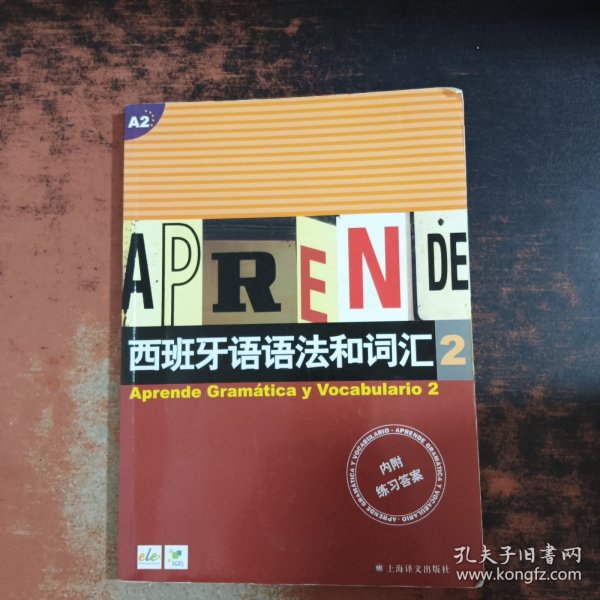 A2
APRENDE
西班牙语语法和词汇 2
Aprende Gramática y Vocabulario 2
APRENDE GRAMÁTICA Y VOCABULARIO · APRENDE GRAMÁTICA Y VOCABULARIO ·
内附
练习答案
ele
SGEL
上海译文出版社
孔夫子旧书网
www.kongfz.com